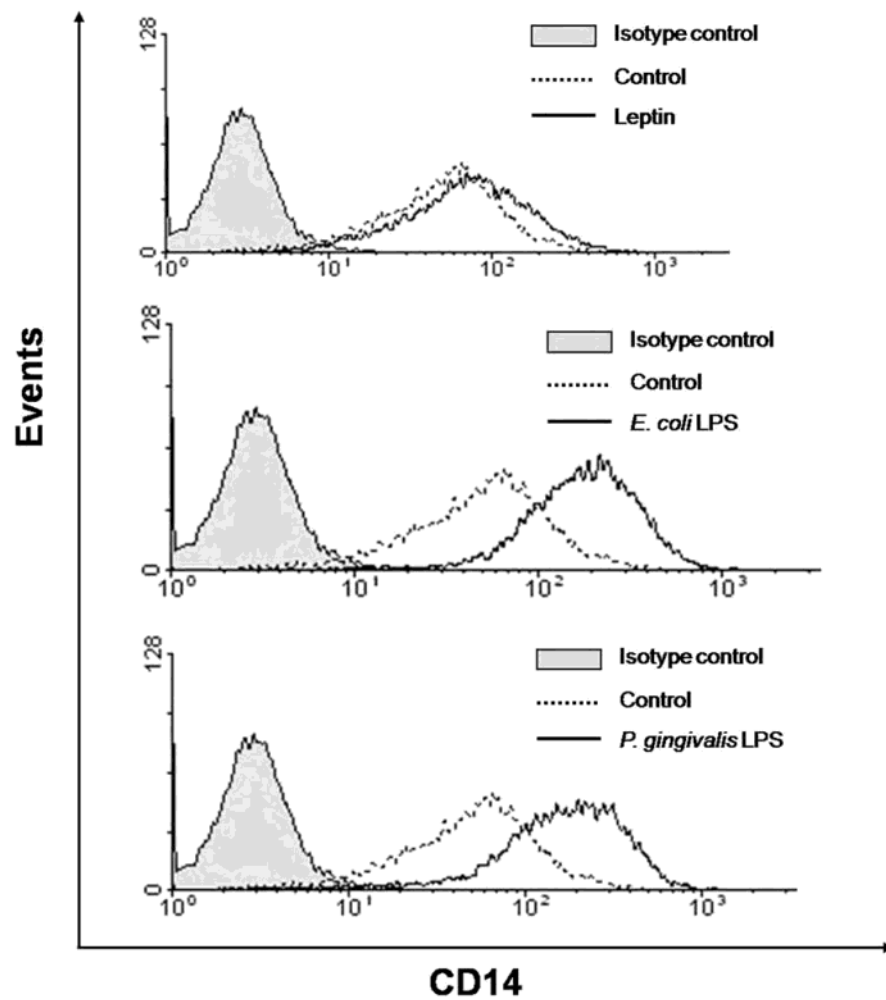 128
Isotype control
Control
Leptin
0
10⁰ 10¹ 10² 10³
128
Isotype control
Control
E. coli LPS
0
10⁰ 10¹ 10² 10³
128
Isotype control
Control
P. gingivalis LPS
0
10⁰ 10¹ 10² 10³
Events
CD14